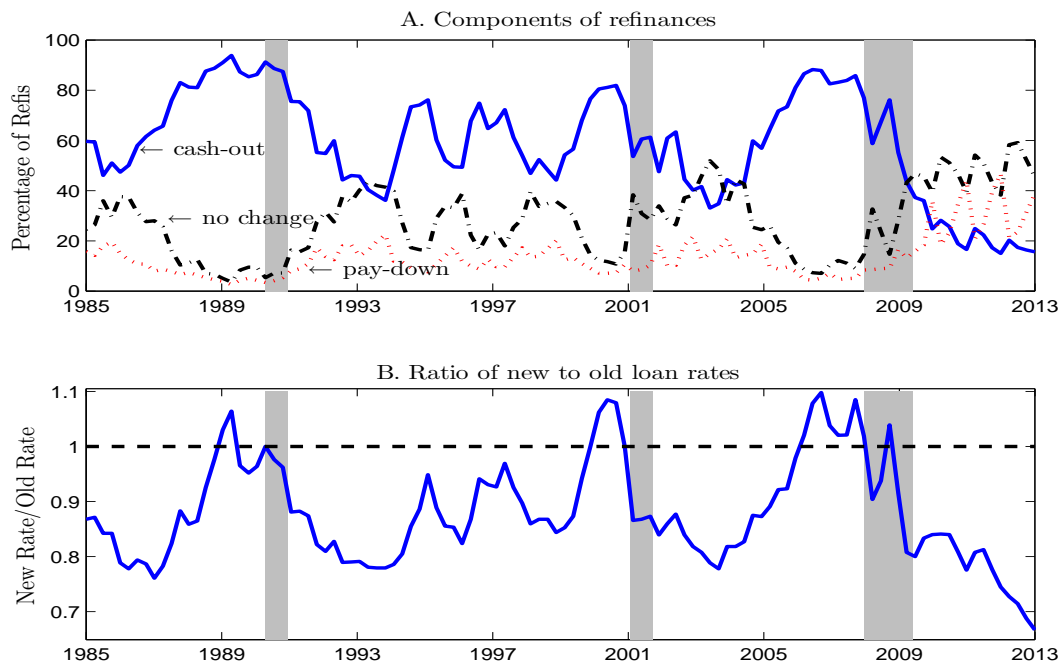 A. Components of refinances
Percentage of Refis
100
80
60
40
20
0
← cash-out
← no change
← pay-down
1985 1989 1993 1997 2001 2005 2009 2013
B. Ratio of new to old loan rates
New Rate/Old Rate
1.1
1
0.9
0.8
0.7
1985 1989 1993 1997 2001 2005 2009 2013